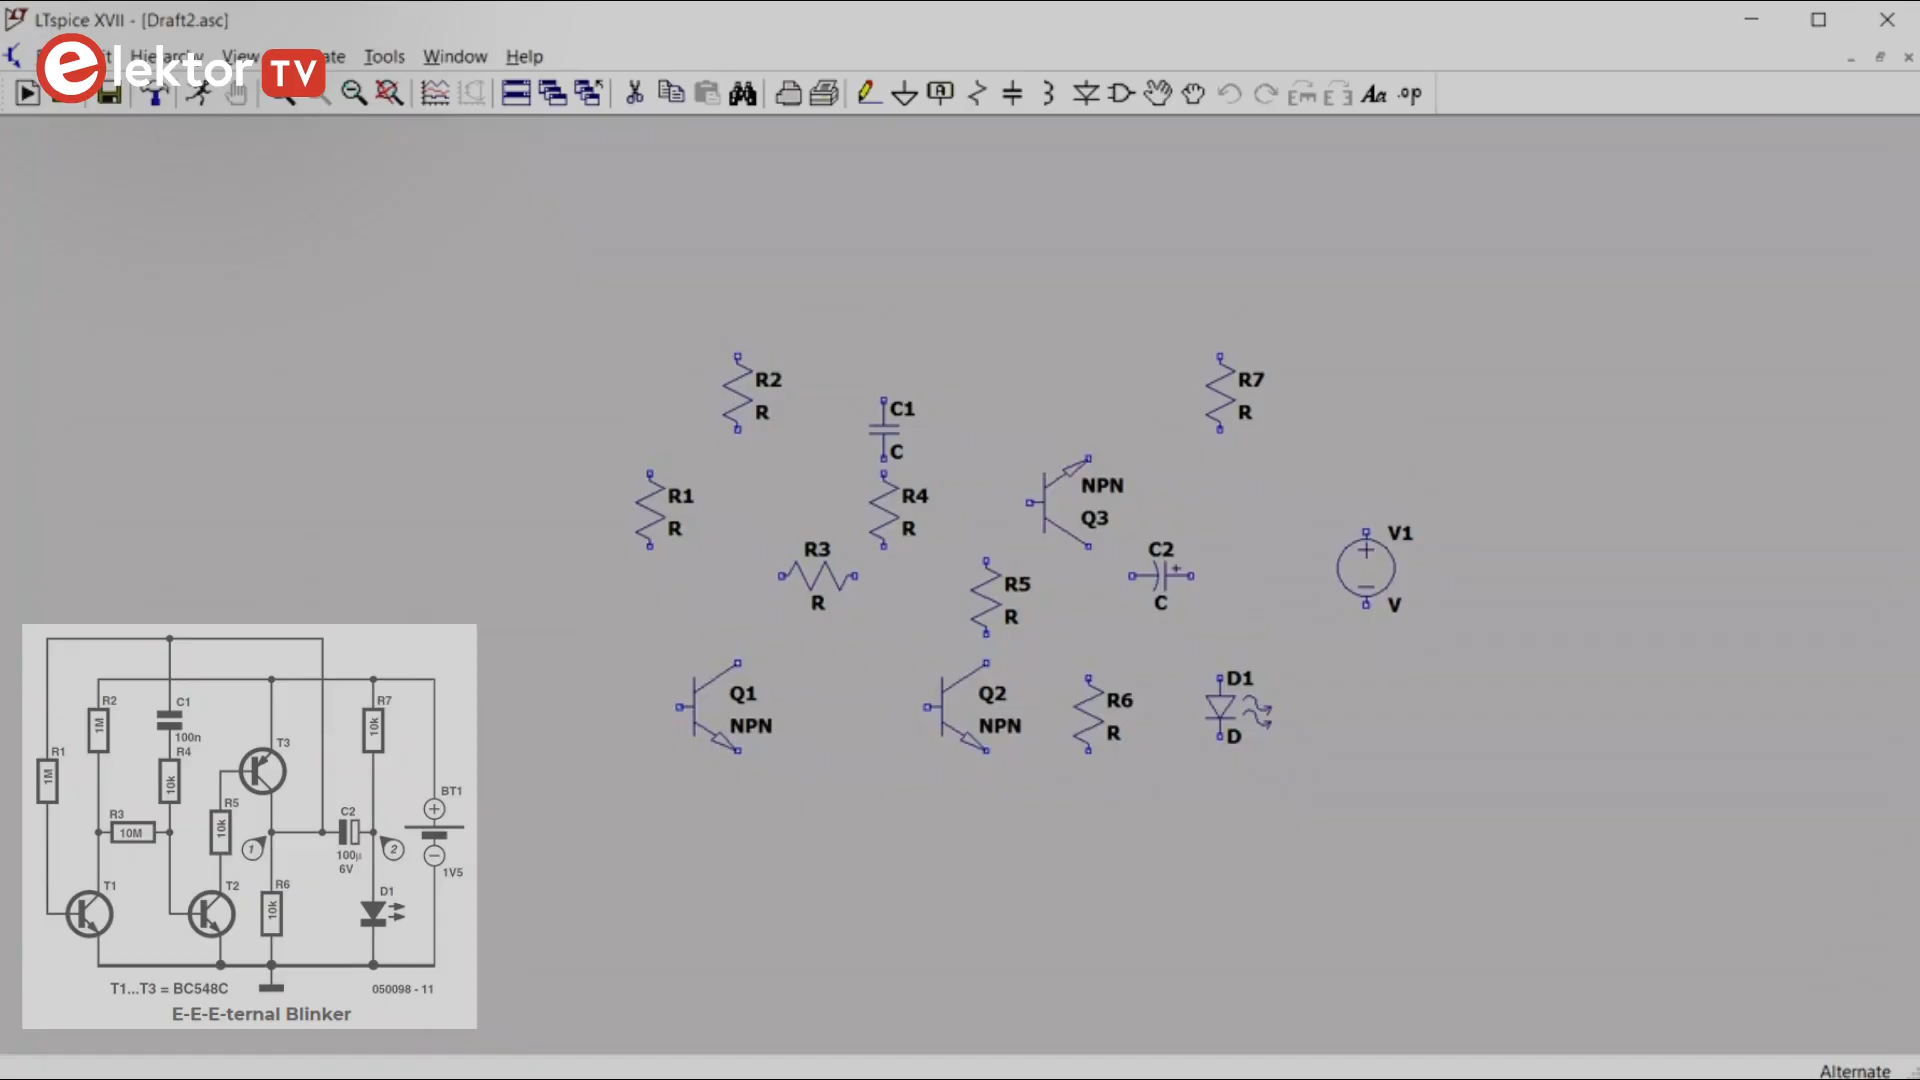 LTspice XVII - [Draft2.asc]
Hierarchy View Tools Window Help
elektor TV
Aa .op
R2
R
R7
R
C1
C
R1
R
R4
R
NPN
Q3
R3
R
C2
+
C
V1
+
V
R5
R
Q1
NPN
Q2
NPN
R6
R
D1
D
R2
1M
C1
100n
R7
10k
R1
1M
R4
10k
T3
R5
10k
BT1
+
R3
10M
C2
100µ
6V
1
2
1V5
T1
T2
R6
10k
D1
T1...T3 = BC548C
050098 - 11
E-E-E-ternal Blinker
Alternate